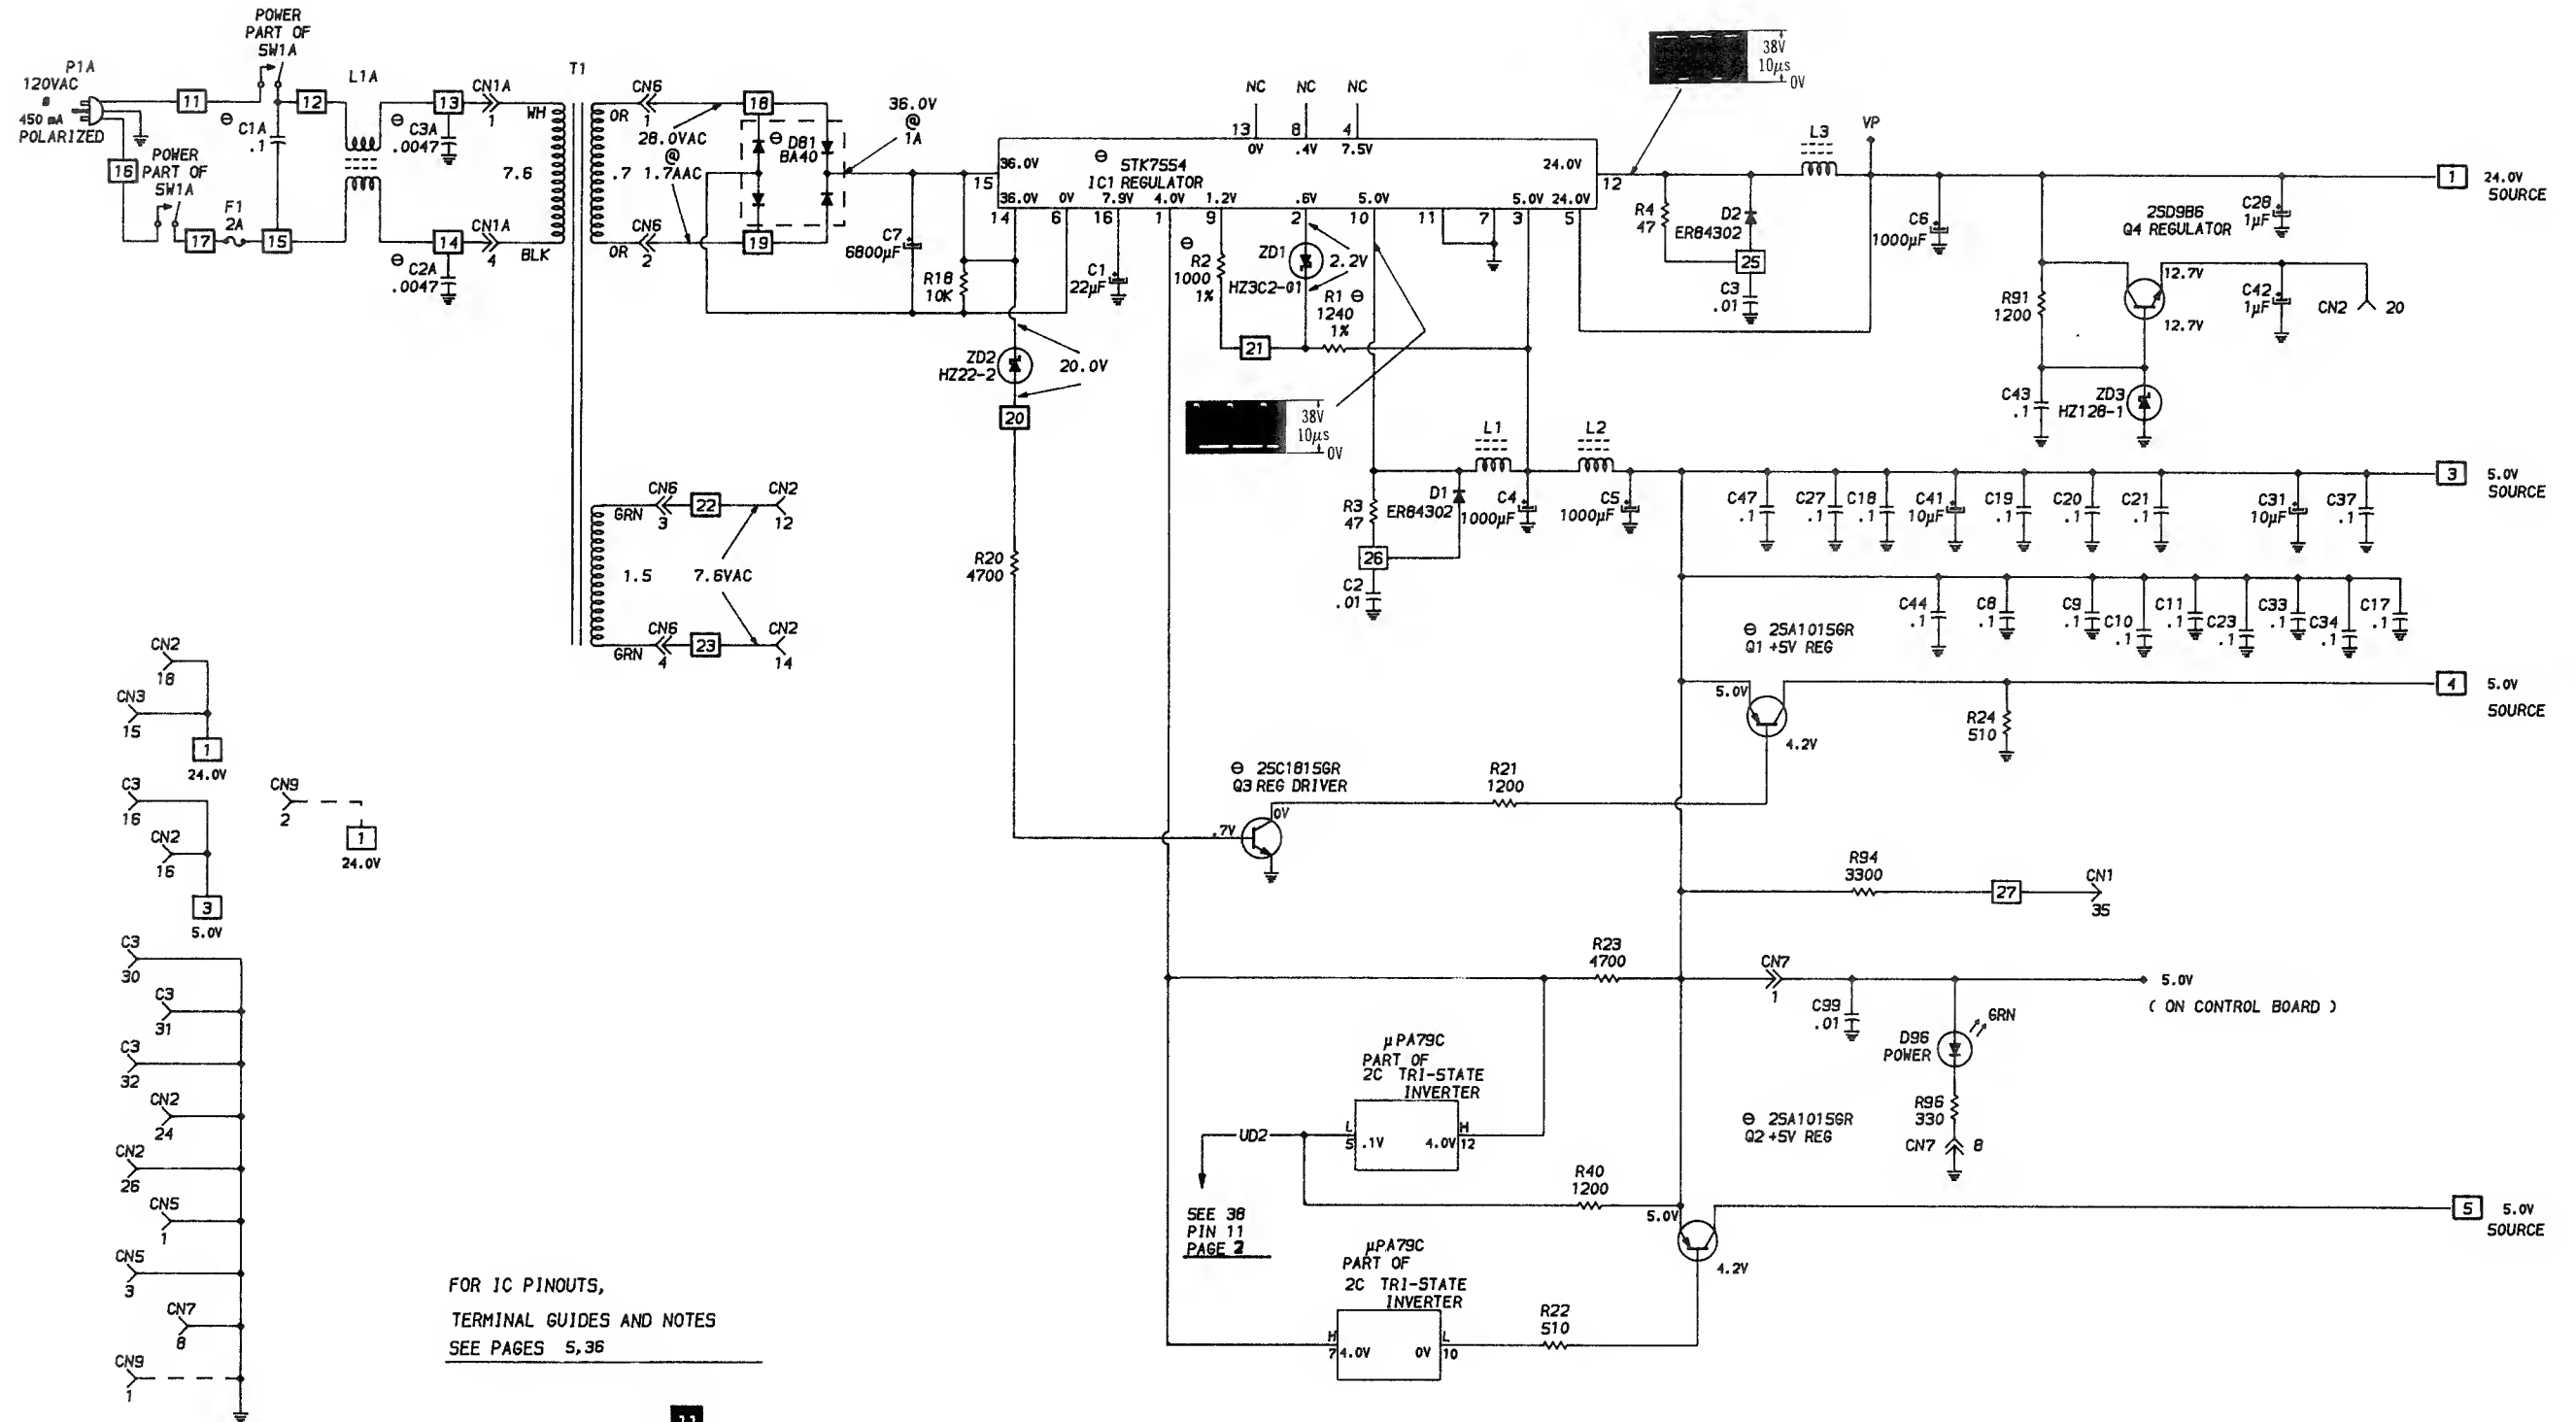 POWER
PART OF
SW1A
P1A
120VAC
@
450 mA
POLARIZED
11
12
L1A
C1A
.1
16
POWER
PART OF
SW1A
17
F1
2A
15
13
C3A
.0047
14
C2A
.0047
CN1A
1
CN1A
4
T1
WH
7.6
BLK
OR
.7
OR
CN6
1
CN6
2
28.0VAC
@
1.7AAC
18
19
D81
BA40
36.0V
@
1A
C7
6800µF
R18
10K
36.0V
15
STK7554
IC1 REGULATOR
NC
NC
NC
13
8
4
0V
.4V
7.5V
24.0V
12
36.0V
0V
7.9V
4.0V
1.2V
.6V
5.0V
5.0V
24.0V
14
6
16
1
9
2
10
11
7
3
5
38V
10µs
0V
C1
22µF
R2
1000
1%
ZD1
HZ3C2-01
2.2V
R1
1240
1%
21
ZD2
HZ22-2
20.0V
20
38V
10µs
0V
R4
47
D2
ER84302
25
C3
.01
L3
VP
C6
1000µF
2SD986
Q4 REGULATOR
C28
1µF
1
24.0V
SOURCE
12.7V
12.7V
R91
1200
C42
1µF
CN2
20
C43
.1
ZD3
HZ128-1
L1
L2
R3
47
D1
ER84302
C4
1000µF
C5
1000µF
26
C2
.01
C47
.1
C27
.1
C18
.1
C41
10µF
C19
.1
C20
.1
C21
.1
C31
10µF
C37
.1
3
5.0V
SOURCE
C44
.1
C8
.1
C9
.1
C10
.1
C11
.1
C23
.1
C33
.1
C34
.1
C17
.1
CN6
3
22
CN2
12
GRN
1.5
7.6VAC
GRN
CN6
4
23
CN2
14
R20
4700
2SA1015GR
Q1 +5V REG
5.0V
4.2V
R24
510
4
5.0V
SOURCE
2SC1815GR
Q3 REG DRIVER
0V
.7V
R21
1200
R94
3300
27
CN1
35
R23
4700
CN7
1
C99
.01
5.0V
( ON CONTROL BOARD )
GRN
D96
POWER
R96
330
CN7
8
µPA79C
PART OF
2C TRI-STATE
INVERTER
UD2
L
5
.1V
4.0V
H
12
SEE 38
PIN 11
PAGE 2
R40
1200
2SA1015GR
Q2 +5V REG
5.0V
4.2V
5
5.0V
SOURCE
µPA79C
PART OF
2C TRI-STATE
INVERTER
H
7
4.0V
0V
L
10
R22
510
CN2
18
CN3
15
1
24.0V
C3
16
CN2
16
3
5.0V
CN9
2
1
24.0V
C3
30
C3
31
C3
32
CN2
24
CN2
26
CN5
1
CN5
3
CN7
8
CN9
1
FOR IC PINOUTS,
TERMINAL GUIDES AND NOTES
SEE PAGES 5,36